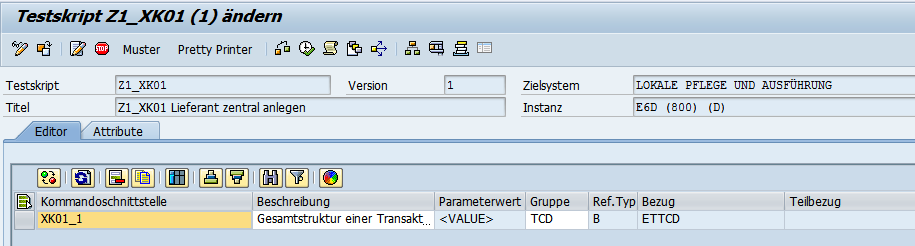 Testskript Z1_XK01 (1) ändern
Muster Pretty Printer
Testskript Z1_XK01 Version 1 Zielsystem LOKALE PFLEGE UND AUSFÜHRUNG
Titel Z1_XK01 Lieferant zentral anlegen Instanz E6D (800) (D)
Editor Attribute
Kommandoschnittstelle Beschreibung Parameterwert Gruppe Ref.Typ Bezug Teilbezug
XK01_1 Gesamtstruktur einer Transakt... <VALUE> TCD B ETTCD